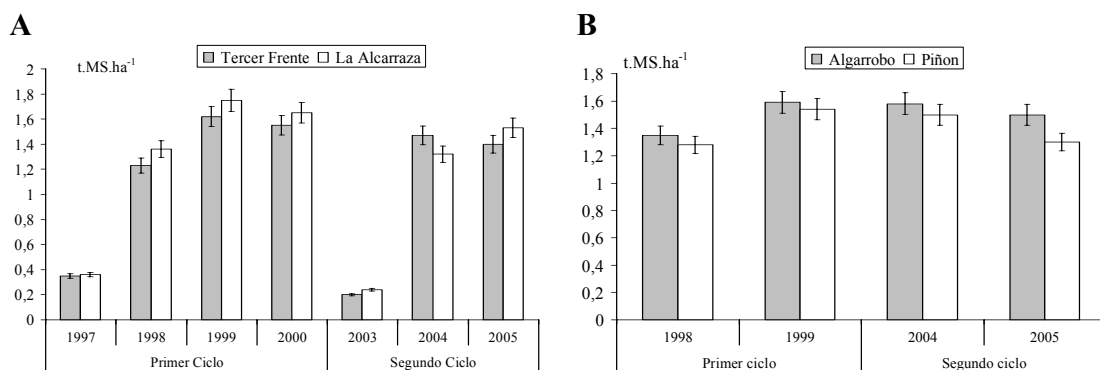 A
t.MS.ha-1
Tercer Frente La Alcarraza
2
1,8
1,6
1,4
1,2
1
0,8
0,6
0,4
0,2
0
1997 1998 1999 2000 2003 2004 2005
Primer Ciclo Segundo Ciclo
B
t.MS.ha-1
Algarrobo Piñon
1,8
1,6
1,4
1,2
1
0,8
0,6
0,4
0,2
0
1998 1999 2004 2005
Primer ciclo Segundo ciclo